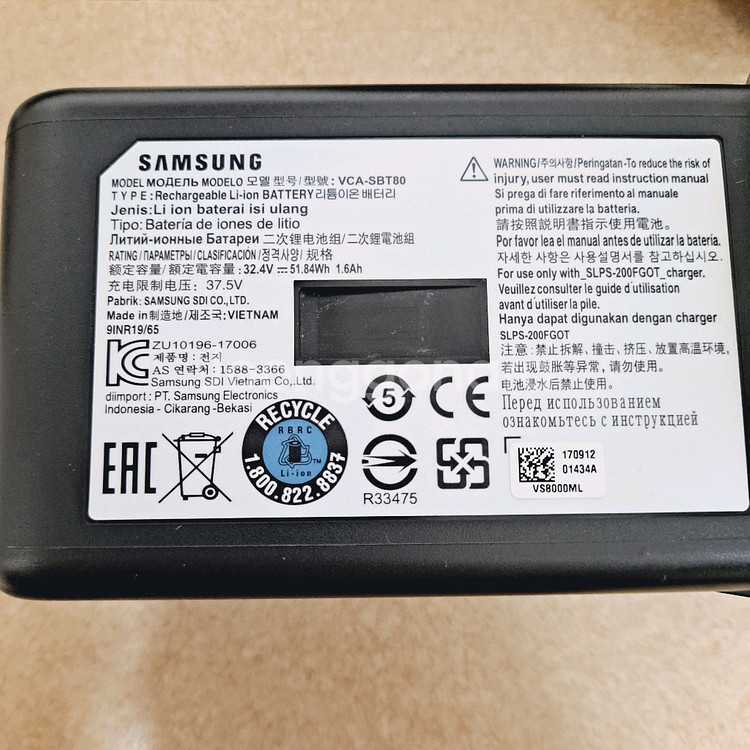 SAMSUNG
MODEL МОДЕЛЬ MODELO 모델 型号/型號: VCA-SBT80
TYPE: Rechargeable Li-ion BATTERY 리튬이온배터리
Jenis:Li ion baterai isi ulang
Tipo: Batería de iones de litio
Литий-ионные Батареи 二次锂电池组/二次鋰電池組
RATING/ПАРАМЕТРЫ/CLASIFICACIÓN/정격사양/ 规格
额定容量/額定電容量: 32.4V ⎓ 51.84Wh 1.6Ah
充电限制电压: 37.5V
Pabrik: SAMSUNG SDI CO.,LTD.
Made in 制造地/제조국: VIETNAM
9INR19/65
ZU10196-17006
제품명: 전지
AS 연락처: 1588-3366
Samsung SDI Vietnam Co,.Ltd.
diimport: PT. Samsung Electronics
Indonesia - Cikarang-Bekasi
EAC
RECYCLE
RBRC
TM
Li-ion
1.800.822.8837
5
CE
R33475
WARNING/주의사항/Peringatan-To reduce the risk of
injury, user must read instruction manual
Si prega di fare riferimento al manuale
prima di utilizzare la batteria.
請按照説明書指示使用電池。
Por favor lea el manual antes de utilizar la batería.
자세한 사항은 사용설명서를 참고하십시오.
For use only with_SLPS-200FGOT_charger.
Veuillez consulter le guide d'utilisation
avant d'utiliser la pile.
Hanya dapat digunakan dengan charger
SLPS-200FGOT
注意:禁止拆解、撞击、挤压、放置高温环境,
若出现鼓胀等异常, 请勿使用。
电池浸水后禁止使用。
Перед использованием
ознакомьтесь с инструкцией
170912
01434A
VS8000ML